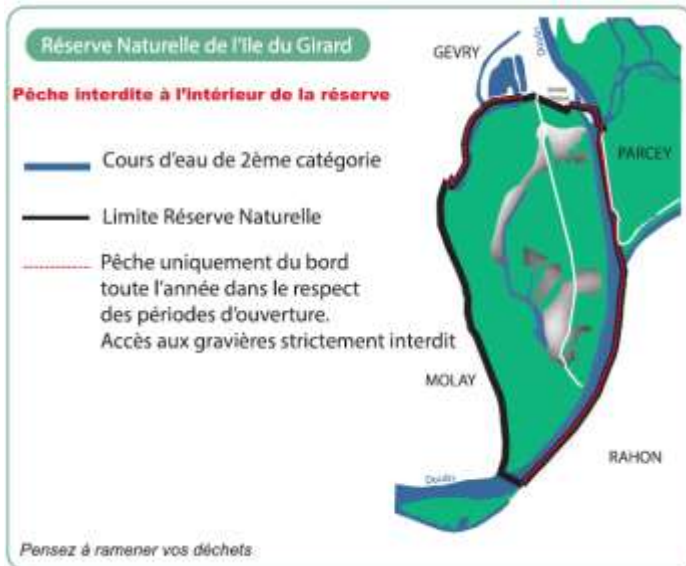 Réserve Naturelle de l'Ile du Girard
Pêche interdite à l'intérieur de la réserve
Cours d'eau de 2ème catégorie
Limite Réserve Naturelle
Pêche uniquement du bord
toute l'année dans le respect
des périodes d'ouverture.
Accès aux gravières strictement interdit
GEVRY
Doubs
PARCEY
MOLAY
RAHON
Doubs
Pensez à ramener vos déchets